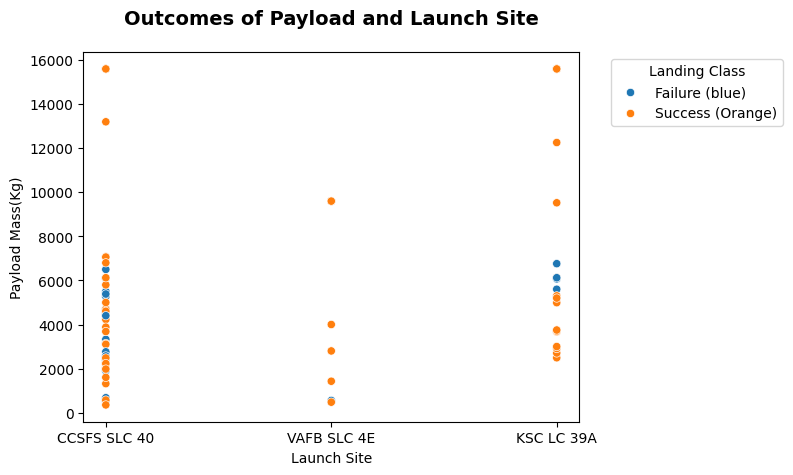 Outcomes of Payload and Launch Site
16000
14000
12000
10000
8000
6000
4000
2000
0
Payload Mass(Kg)
CCSFS SLC 40
VAFB SLC 4E
KSC LC 39A
Launch Site
Landing Class
Failure (blue)
Success (Orange)